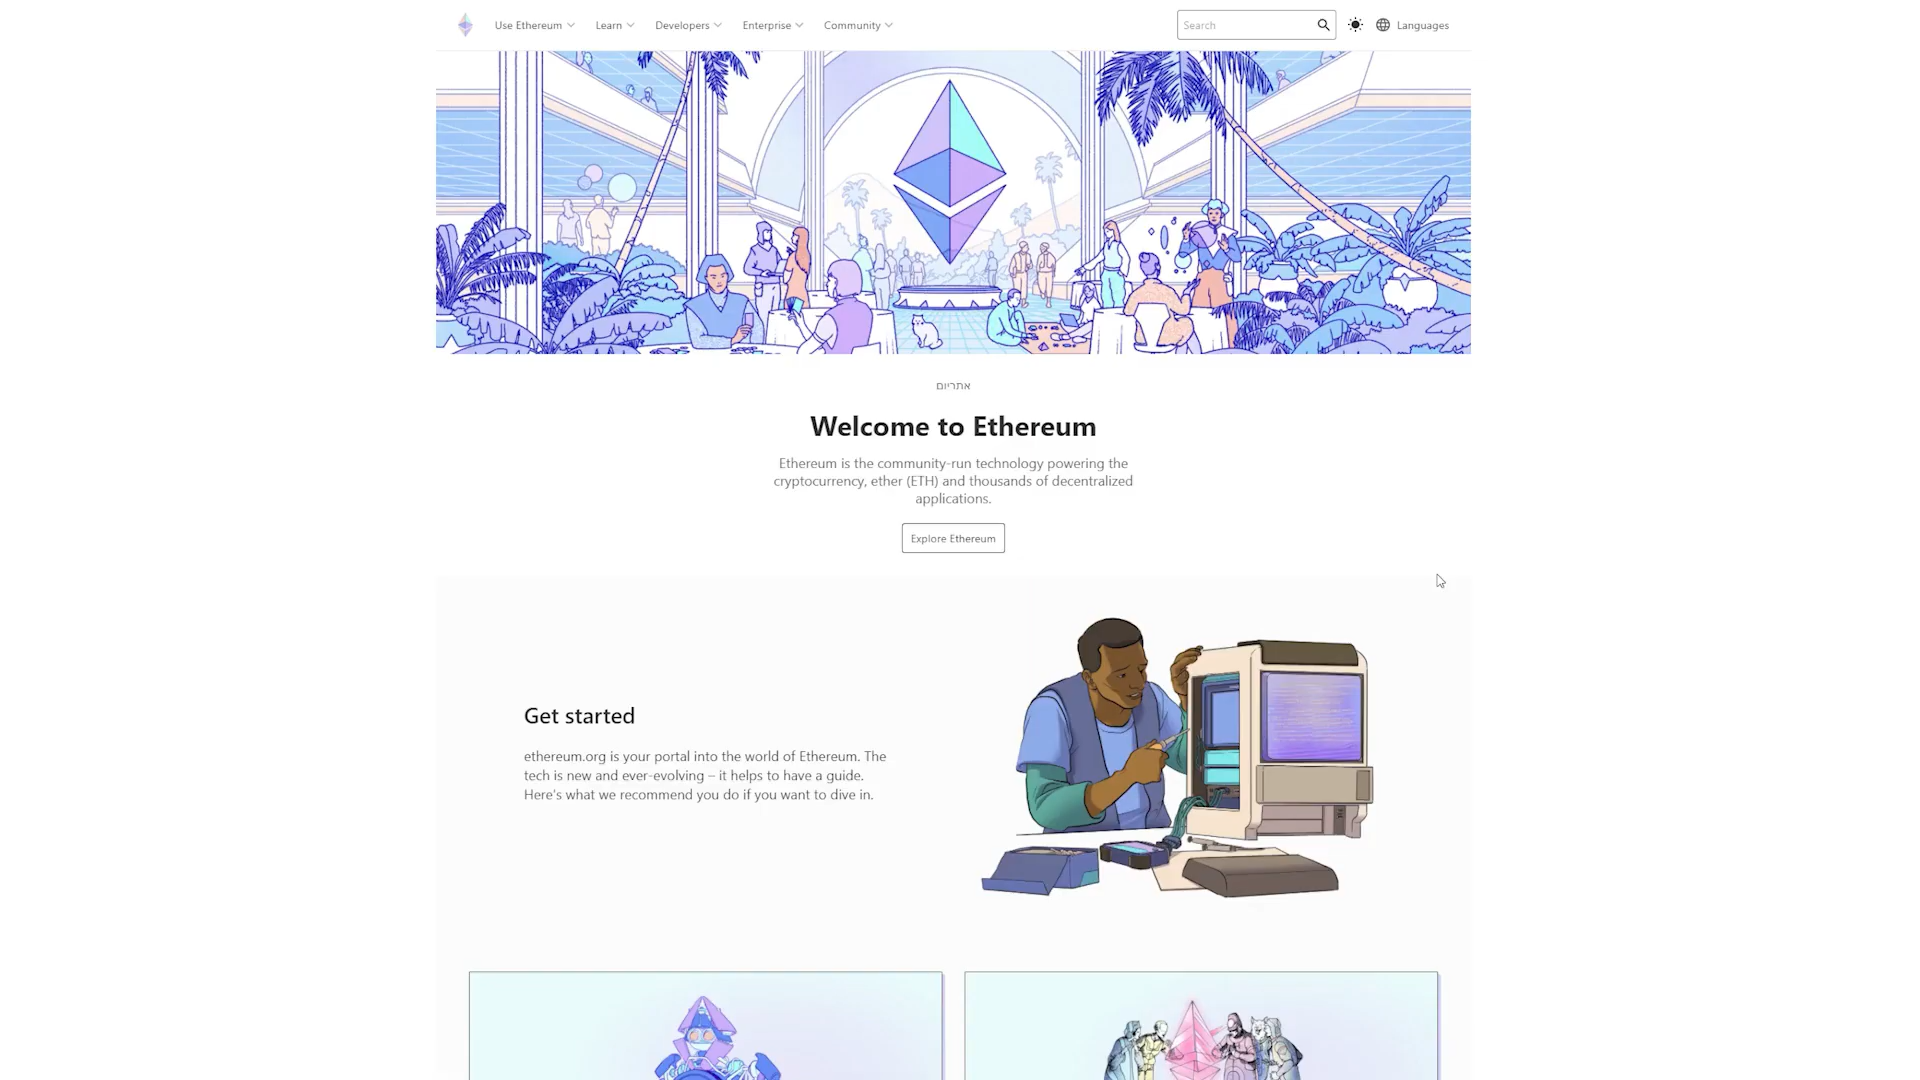 Use Ethereum
Learn
Developers
Enterprise
Community
Search
Languages
אתריום
Welcome to Ethereum
Ethereum is the community-run technology powering the
cryptocurrency, ether (ETH) and thousands of decentralized
applications.
Explore Ethereum
Get started
ethereum.org is your portal into the world of Ethereum. The
tech is new and ever-evolving – it helps to have a guide.
Here's what we recommend you do if you want to dive in.